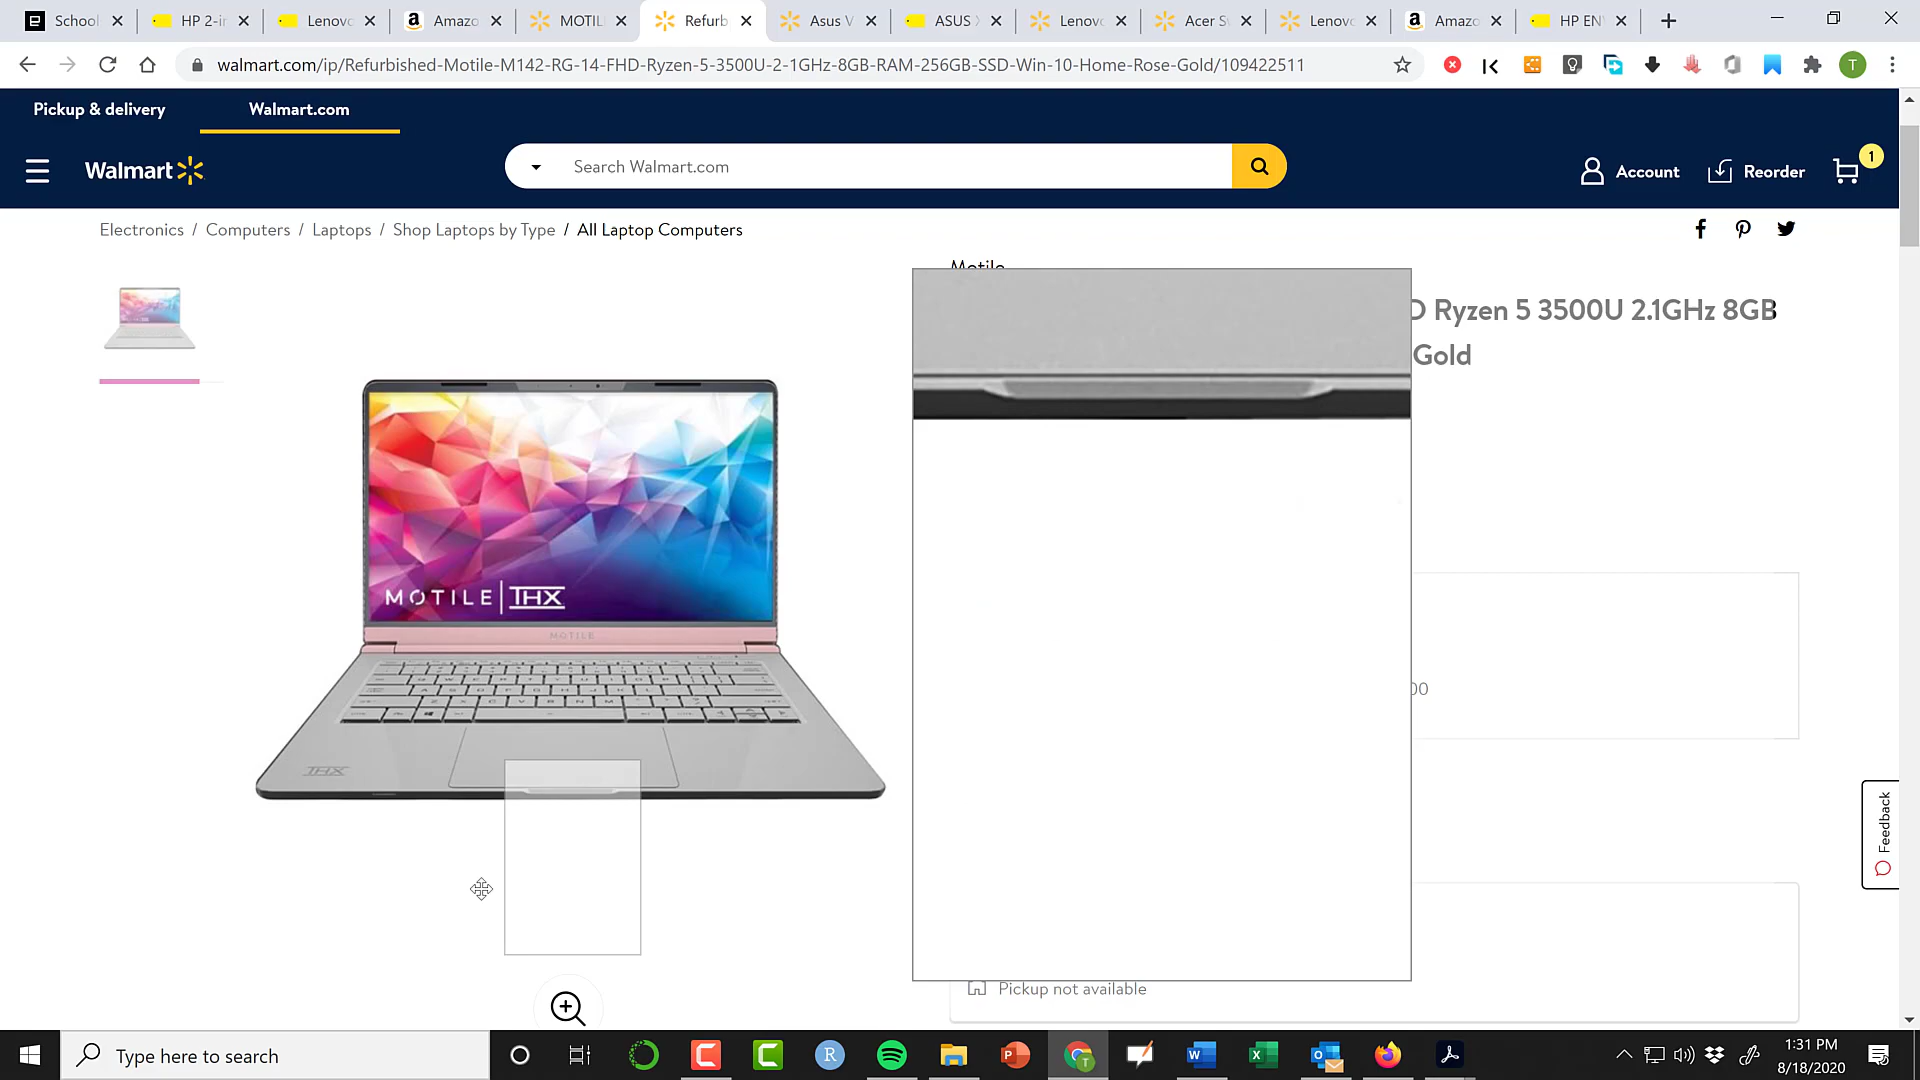 School
HP 2-ir
Lenovo
Amazo
MOTIL
Refurb
Asus V
ASUS
Lenovo
Acer S
Lenovo
Amazo
HP EN
walmart.com/ip/Refurbished-Motile-M142-RG-14-FHD-Ryzen-5-3500U-2-1GHz-8GB-RAM-256GB-SSD-Win-10-Home-Rose-Gold/109422511
T
Pickup & delivery
Walmart.com
Walmart
Search Walmart.com
Account
Reorder
1
Electronics / Computers / Laptops / Shop Laptops by Type / All Laptop Computers
Motile
D Ryzen 5 3500U 2.1GHz 8GB
Gold
MOTILE | THX
MOTILE
THX
00
Feedback
Pickup not available
Type here to search
1:31 PM
8/18/2020